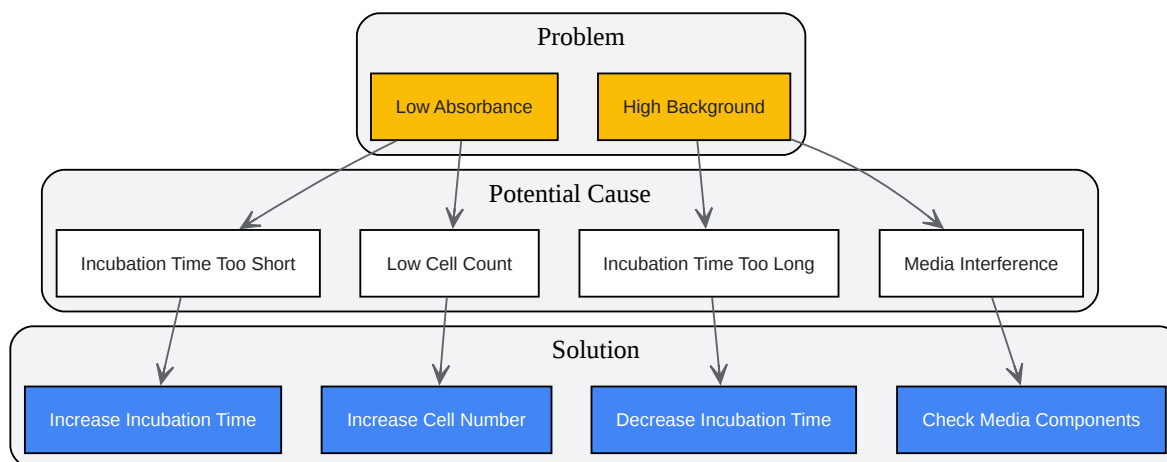 Problem
Low Absorbance
High Background
Potential Cause
Incubation Time Too Short
Low Cell Count
Incubation Time Too Long
Media Interference
Solution
Increase Incubation Time
Increase Cell Number
Decrease Incubation Time
Check Media Components